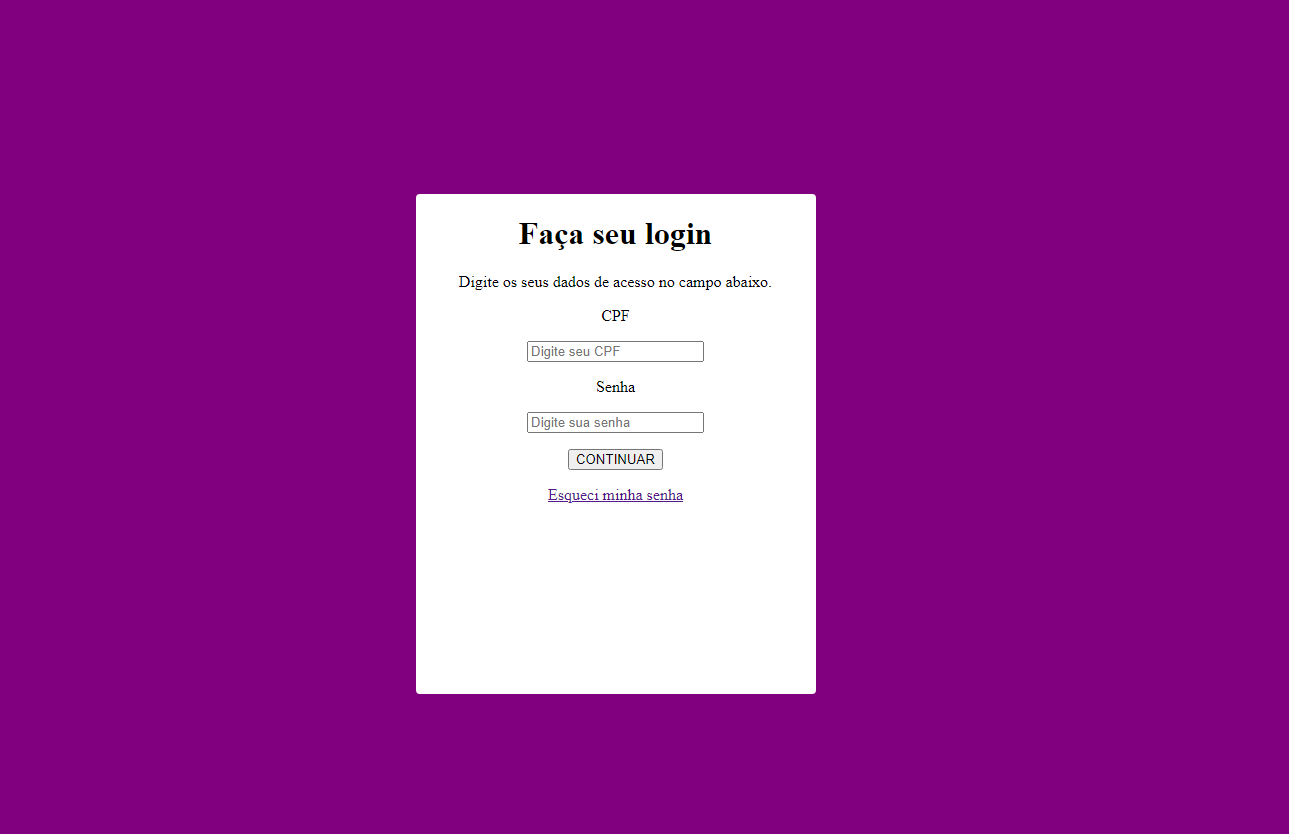 Faça seu login
Digite os seus dados de acesso no campo abaixo.
CPF
Digite seu CPF
Senha
Digite sua senha
CONTINUAR
Esqueci minha senha